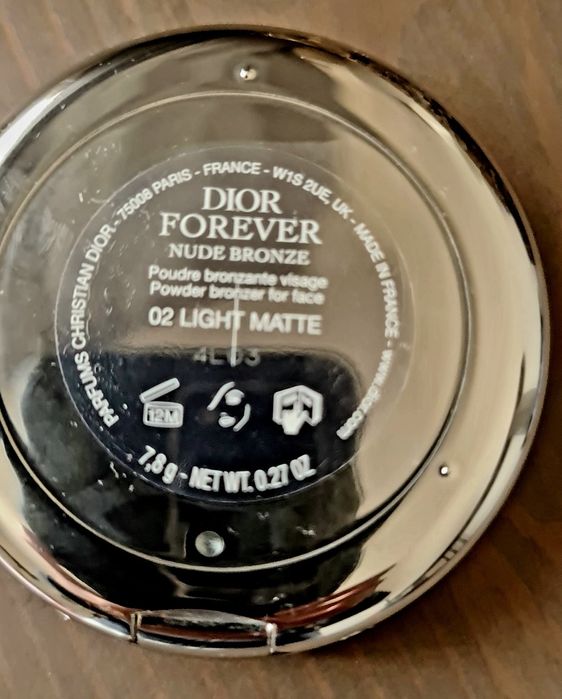 PARFUMS CHRISTIAN DIOR - 75008 PARIS - FRANCE - W1S 2UE, UK - MADE IN FRANCE - www.dior.com
DIOR
FOREVER
NUDE BRONZE
Poudre bronzante visage
Powder bronzer for face
02 LIGHT MATTE
12M
7,8 g - NET WT. 0.27 OZ